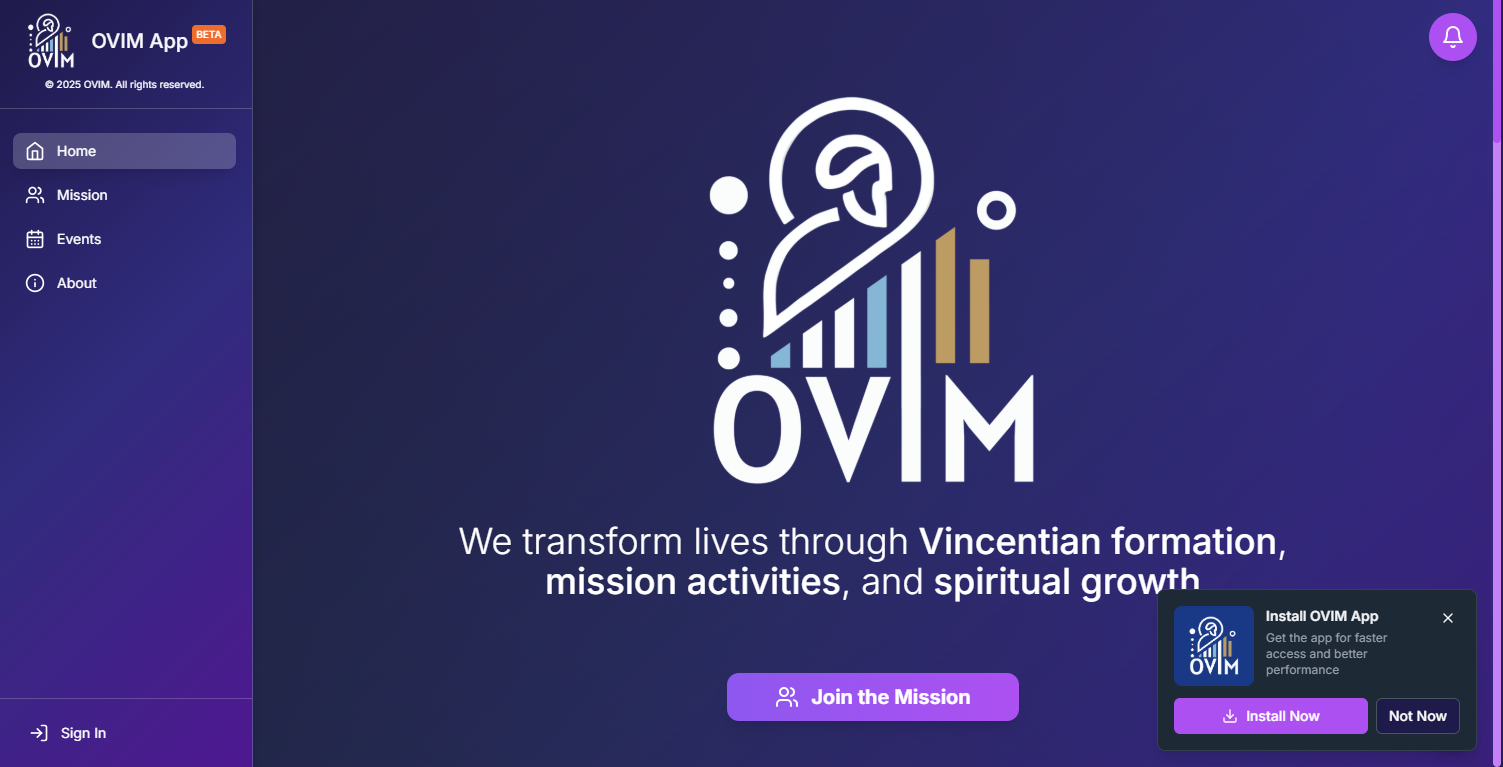 OVIM
OVIM App BETA
© 2025 OVIM. All rights reserved.
Home
Mission
Events
About
Sign In
OVIM
We transform lives through Vincentian formation,
mission activities, and spiritual growth
Join the Mission
OVIM
Install OVIM App
Get the app for faster
access and better
performance
Install Now
Not Now